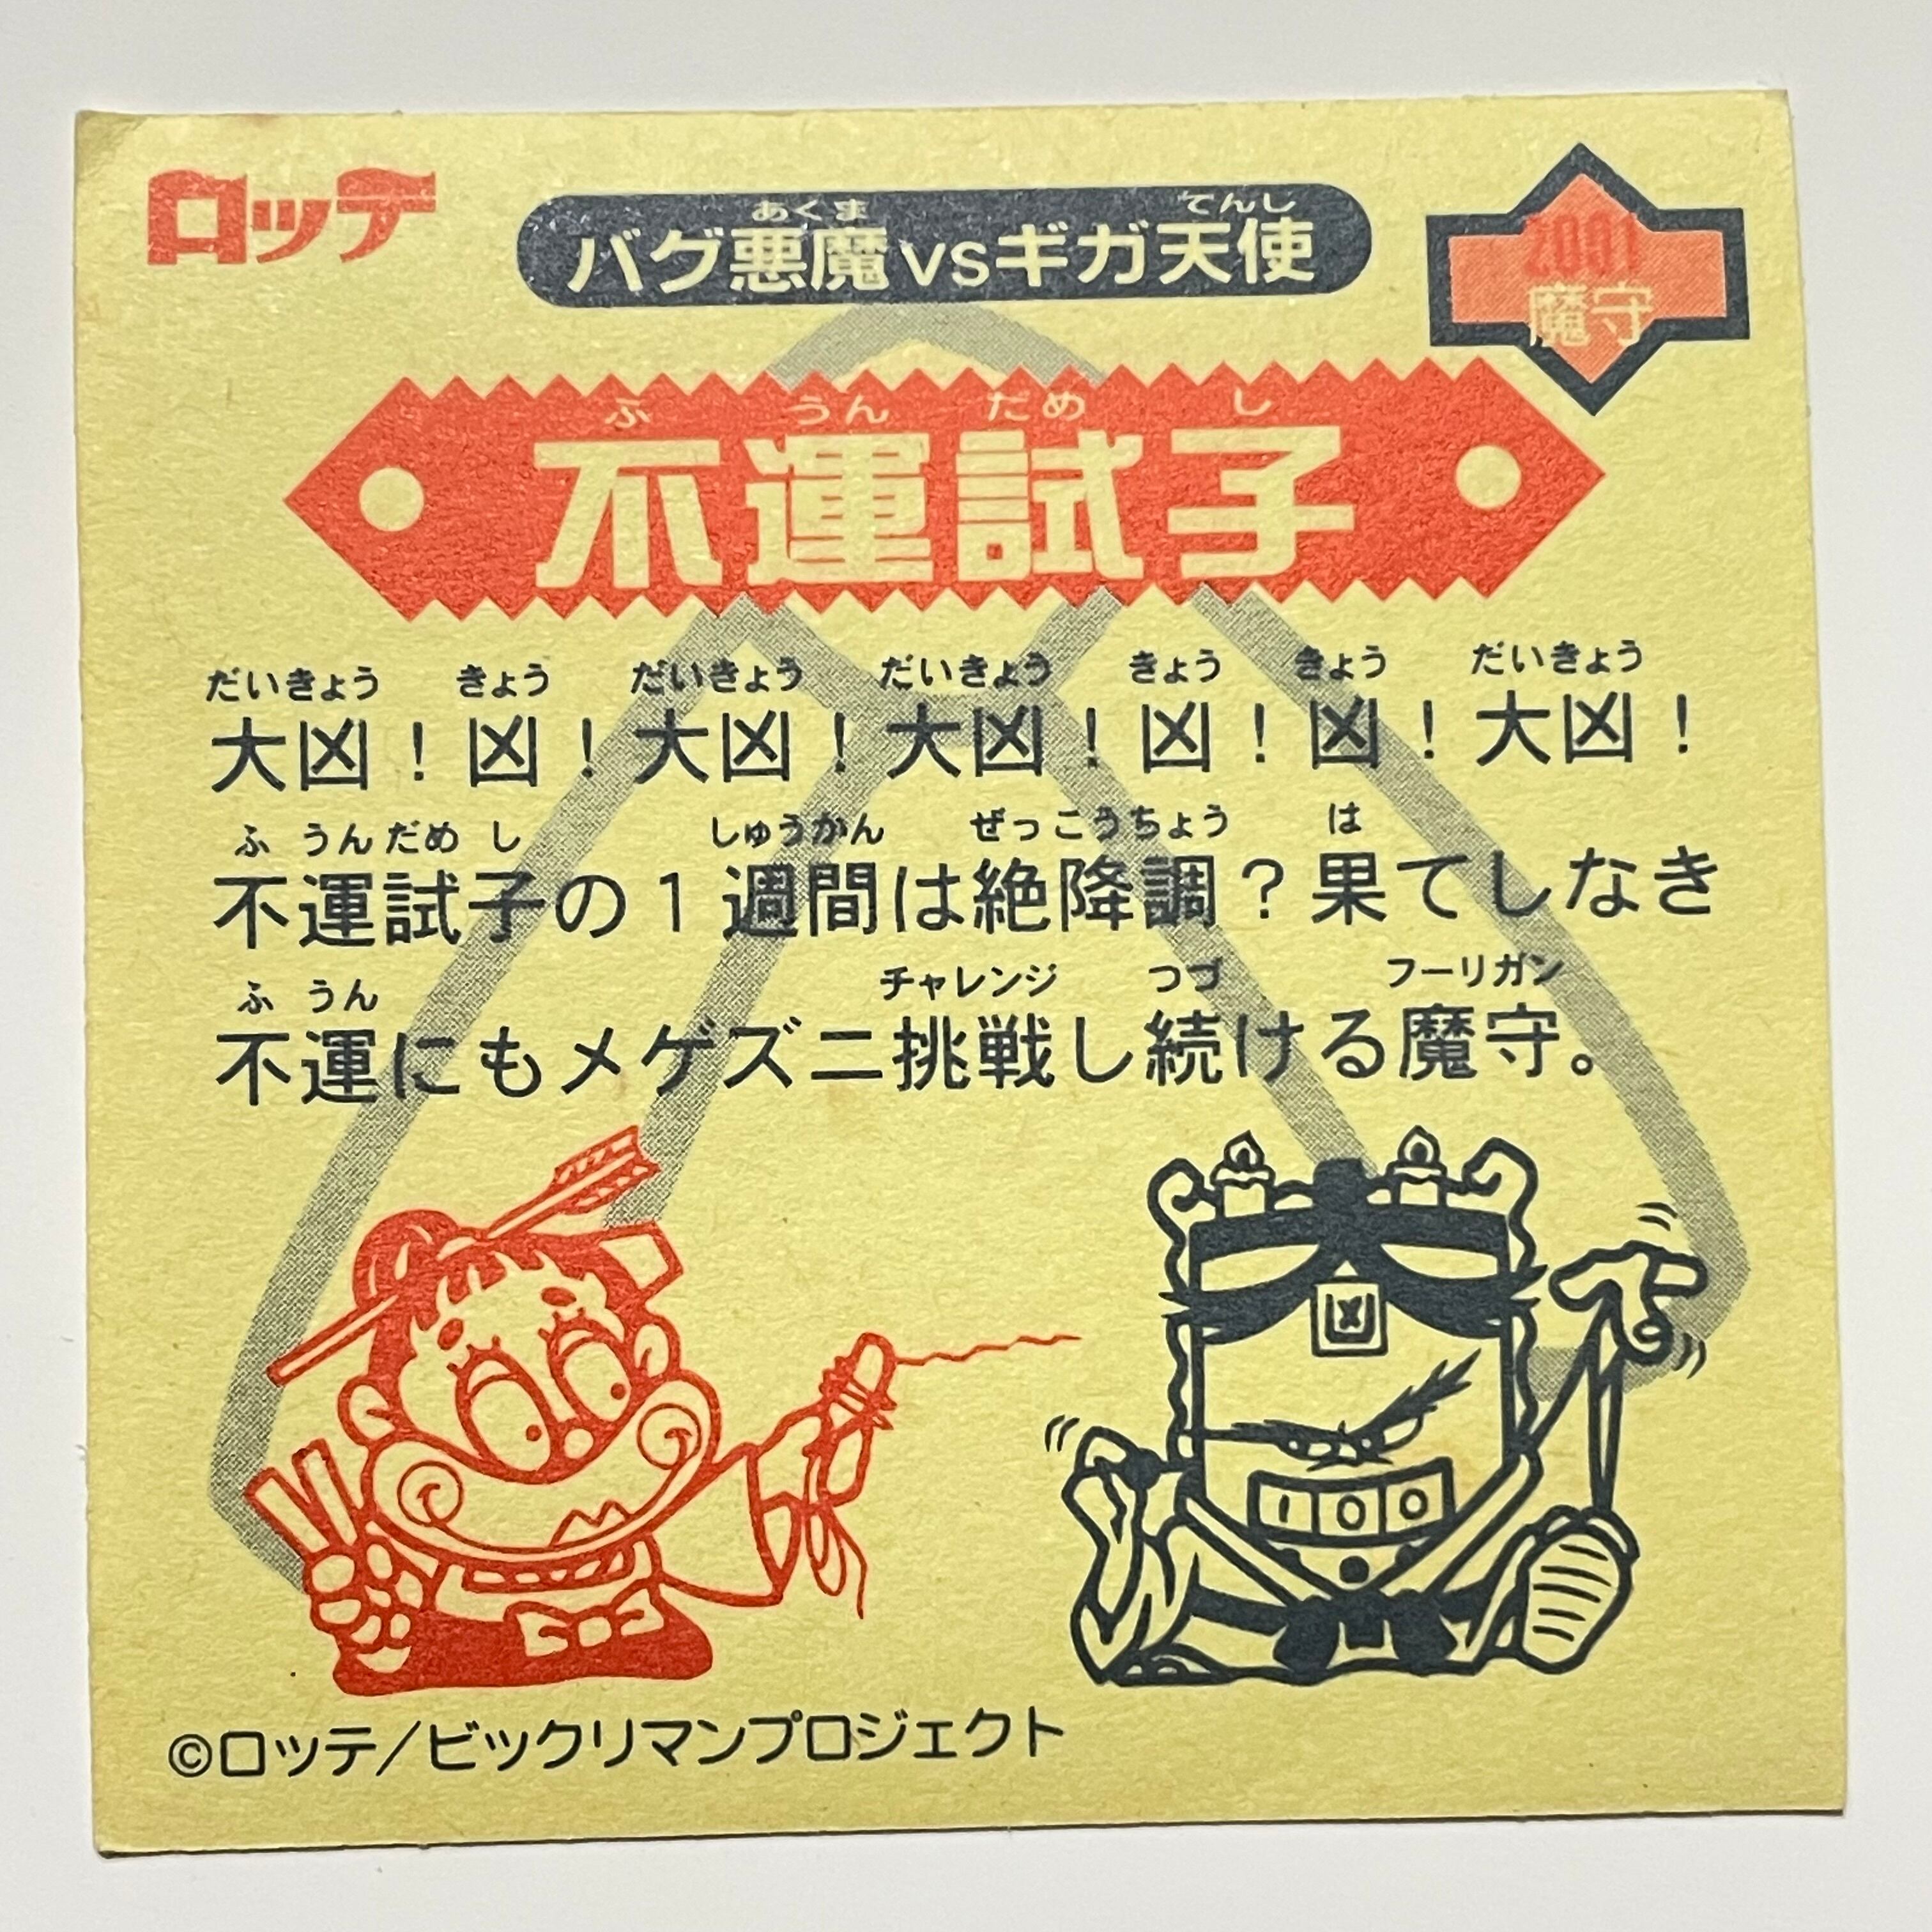 ロッテ
バグ悪魔vsギガ天使
あくま てんし
2001
魔守
ふ うん だめ し
不運試子
だいきょう きょう だいきょう だいきょう きょう きょう だいきょう
大凶！凶！大凶！大凶！凶！凶！大凶！
ふ うん だめ し しゅうかん ぜっこうちょう は
不運試子の1週間は絶降調？果てしなき
ふ うん チャレンジ つづ フーリガン
不運にもメゲズニ挑戦し続ける魔守。
凶
100
©ロッテ/ビックリマンプロジェクト